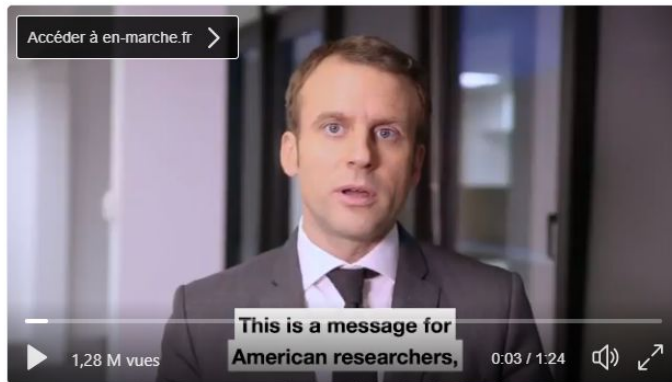 Accéder à en-marche.fr
This is a message for
American researchers,
1,28 M vues
0:03 / 1:24